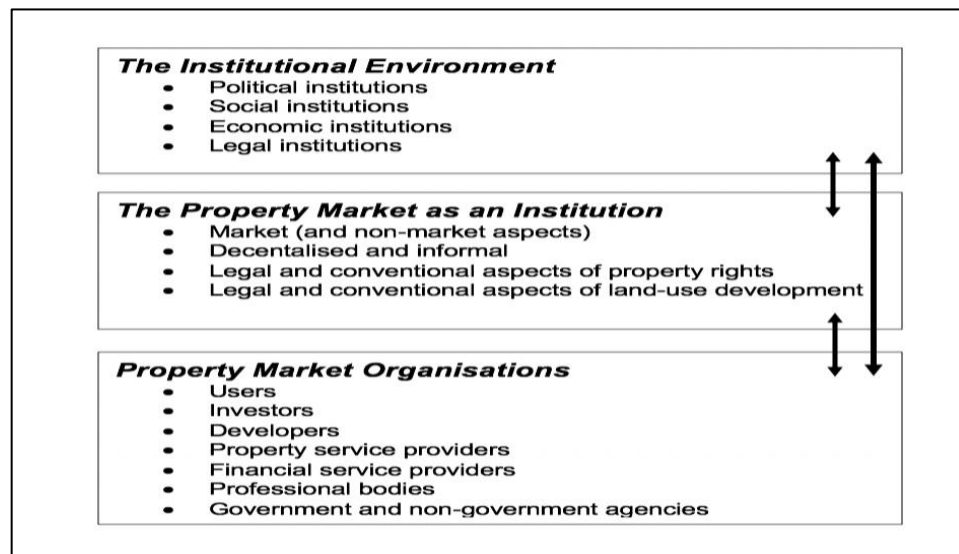 The Institutional Environment
• Political institutions
• Social institutions
• Economic institutions
• Legal institutions
The Property Market as an Institution
• Market (and non-market aspects)
• Decentalised and informal
• Legal and conventional aspects of property rights
• Legal and conventional aspects of land-use development
Property Market Organisations
• Users
• Investors
• Developers
• Property service providers
• Financial service providers
• Professional bodies
• Government and non-government agencies